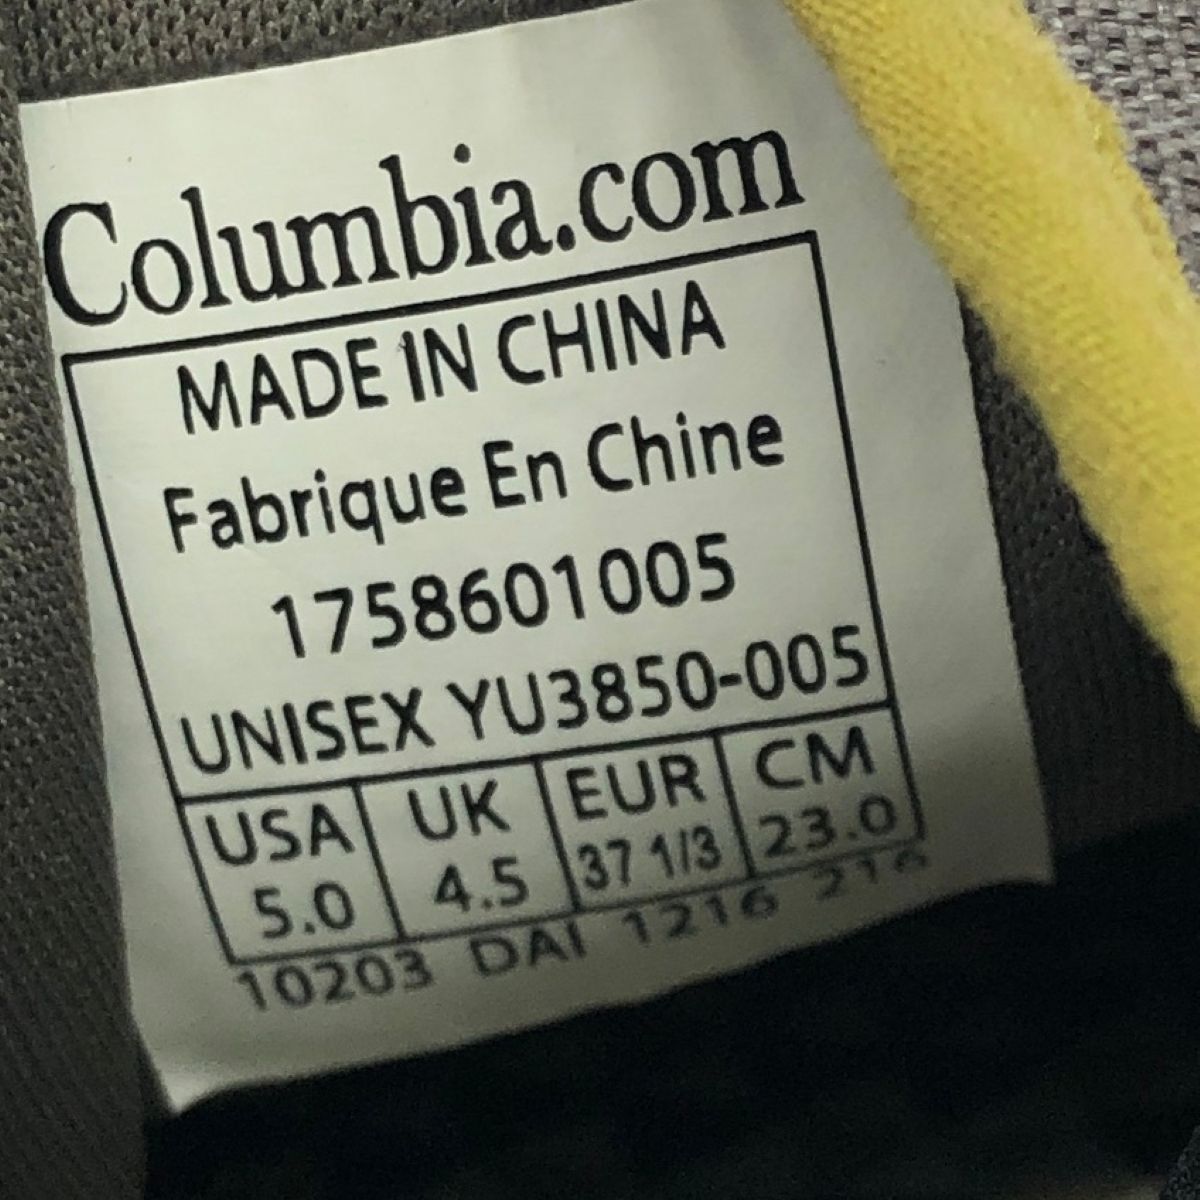 Columbia.com
MADE IN CHINA
Fabrique En Chine
1758601005
UNISEX YU3850-005
USA UK EUR CM
5.0 4.5 37 1/3 23.0
10203 DAI 1216 216